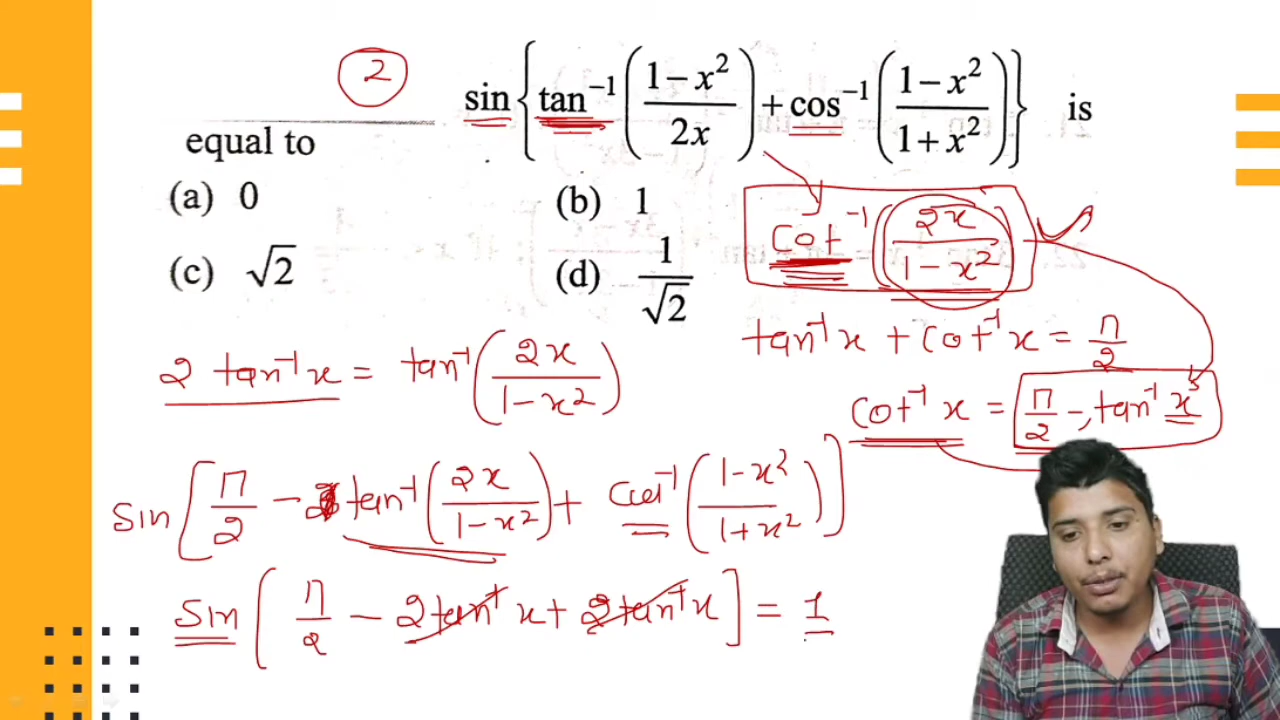 2
sin{tan⁻¹((1−x²)/(2x)) + cos⁻¹((1−x²)/(1+x²))} is
equal to
(a) 0 (b) 1
(c) √2 (d) 1/√2
cot⁻¹(2x/(1−x²))
tan⁻¹x + cot⁻¹x = π/2
2 tan⁻¹x = tan⁻¹(2x/(1−x²))
cot⁻¹x = π/2 − tan⁻¹x
sin[π/2 − tan⁻¹(2x/(1−x²)) + cos⁻¹((1−x²)/(1+x²))]
sin[π/2 − 2tan⁻¹x + 2tan⁻¹x] = 1